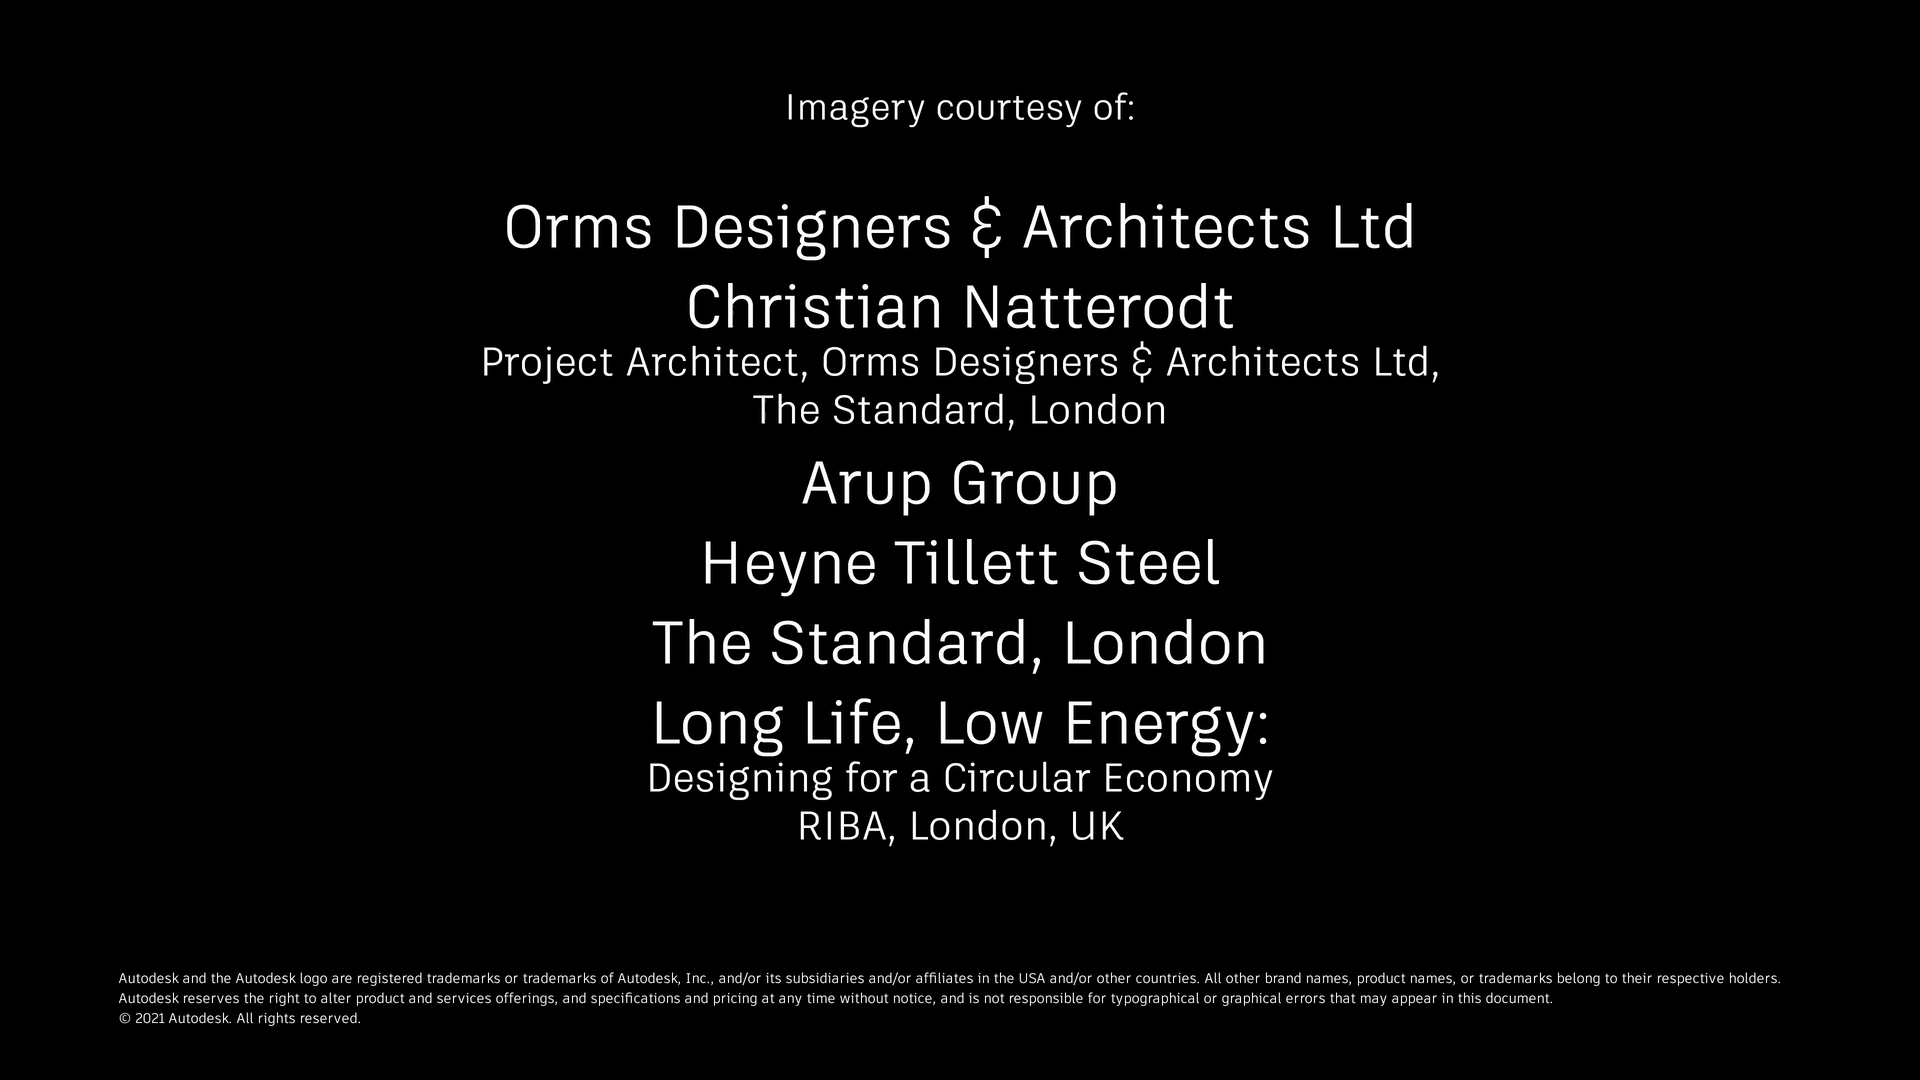 Imagery courtesy of:
Orms Designers & Architects Ltd
Christian Natterodt
Project Architect, Orms Designers & Architects Ltd,
The Standard, London
Arup Group
Heyne Tillett Steel
The Standard, London
Long Life, Low Energy:
Designing for a Circular Economy
RIBA, London, UK
Autodesk and the Autodesk logo are registered trademarks or trademarks of Autodesk, Inc., and/or its subsidiaries and/or affiliates in the USA and/or other countries. All other brand names, product names, or trademarks belong to their respective holders.
Autodesk reserves the right to alter product and services offerings, and specifications and pricing at any time without notice, and is not responsible for typographical or graphical errors that may appear in this document.
© 2021 Autodesk. All rights reserved.